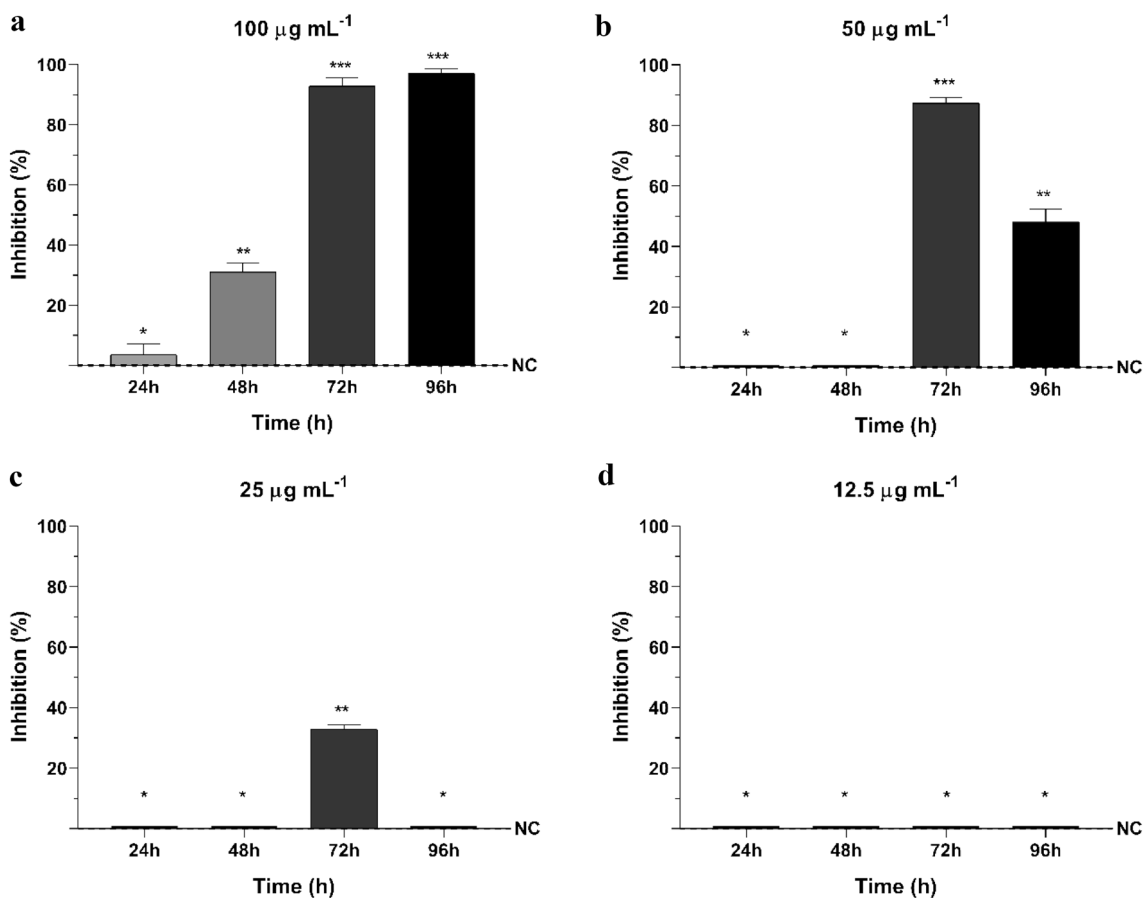 a
100 μg mL⁻¹
Inhibition (%)
100
80
60
40
20
*
**
***
***
NC
24h 48h 72h 96h
Time (h)
b
50 μg mL⁻¹
Inhibition (%)
100
80
60
40
20
*
*
***
**
NC
24h 48h 72h 96h
Time (h)
c
25 μg mL⁻¹
Inhibition (%)
100
80
60
40
20
*
*
**
*
NC
24h 48h 72h 96h
Time (h)
d
12.5 μg mL⁻¹
Inhibition (%)
100
80
60
40
20
*
*
*
*
NC
24h 48h 72h 96h
Time (h)